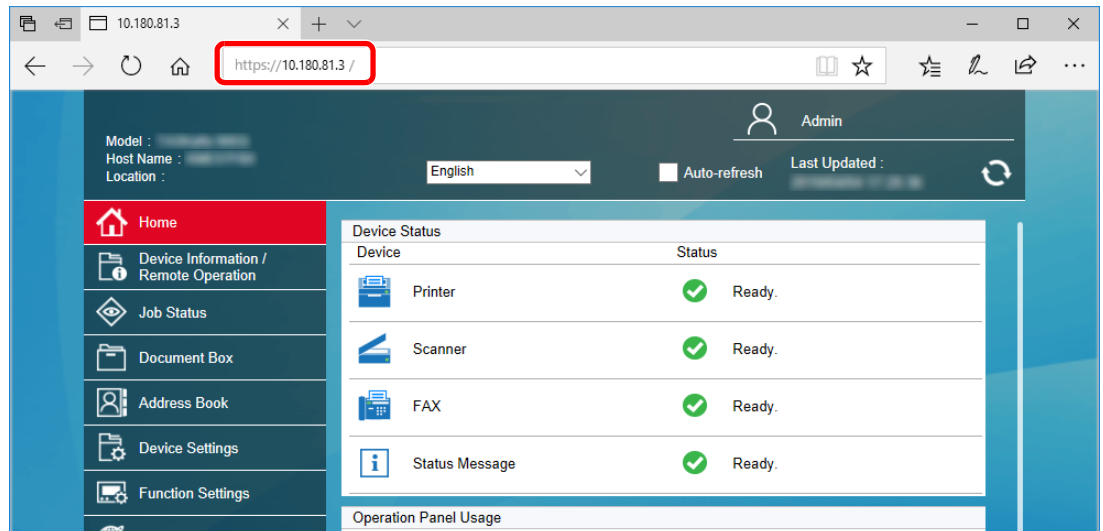 10.180.81.3
https://10.180.81.3 /
Admin
Model :
Host Name :
Location :
English
Auto-refresh
Last Updated :
Home
Device Information /
Remote Operation
Job Status
Document Box
Address Book
Device Settings
Function Settings
Device Status
Device Status
Printer Ready.
Scanner Ready.
FAX Ready.
Status Message Ready.
Operation Panel Usage